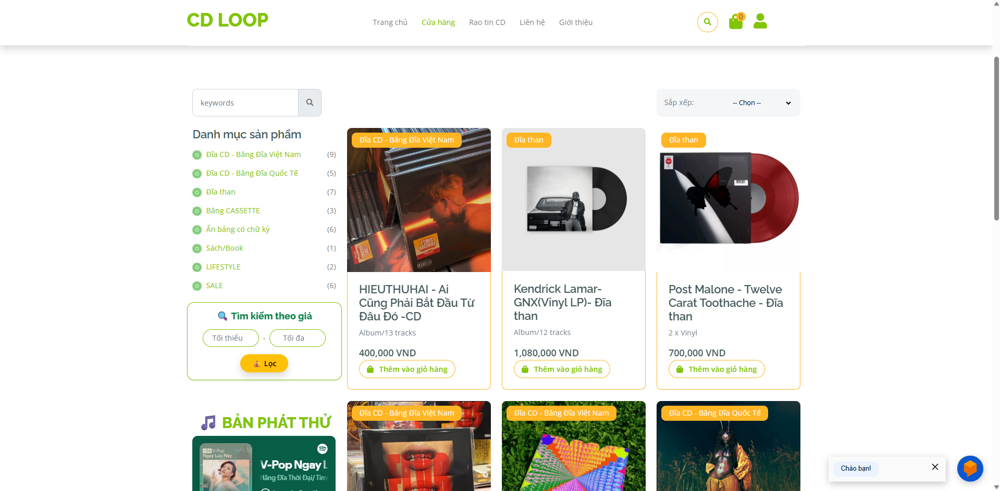 CD LOOP
Trang chủ
Cửa hàng
Rao tin CD
Liên hệ
Giới thiệu
0
keywords
Sắp xếp:
-- Chọn --
Danh mục sản phẩm
Đĩa CD - Băng Đĩa Việt Nam (9)
Đĩa CD - Băng Đĩa Quốc Tế (5)
Đĩa than (7)
Băng CASSETTE (3)
Ấn bảng có chữ ký (6)
Sách/Book (1)
LIFESTYLE (2)
SALE (6)
Tìm kiếm theo giá
Tối thiểu - Tối đa
Lọc
BẢN PHÁT THỬ
+84 V-Pop
Ngay Lúc Này
V-Pop Ngay L
Hãng Đĩa Thời Đại/ Tim
Đĩa CD - Băng Đĩa Việt Nam
TIMES
RECORDS
HIEUTHUHAI - Ai
Cũng Phải Bắt Đầu Từ
Đâu Đó -CD
Album/13 tracks
400,000 VND
Thêm vào giỏ hàng
Đĩa than
Kendrick Lamar-
GNX(Vinyl LP)- Đĩa
than
Album/12 tracks
1,080,000 VND
Thêm vào giỏ hàng
Đĩa than
Post Malone - Twelve
Carat Toothache - Đĩa
than
2 x Vinyl
700,000 VND
Thêm vào giỏ hàng
Đĩa CD - Băng Đĩa Việt Nam
Đĩa CD - Băng Đĩa Việt Nam
Đĩa CD - Băng Đĩa Quốc Tế
Chào bạn!